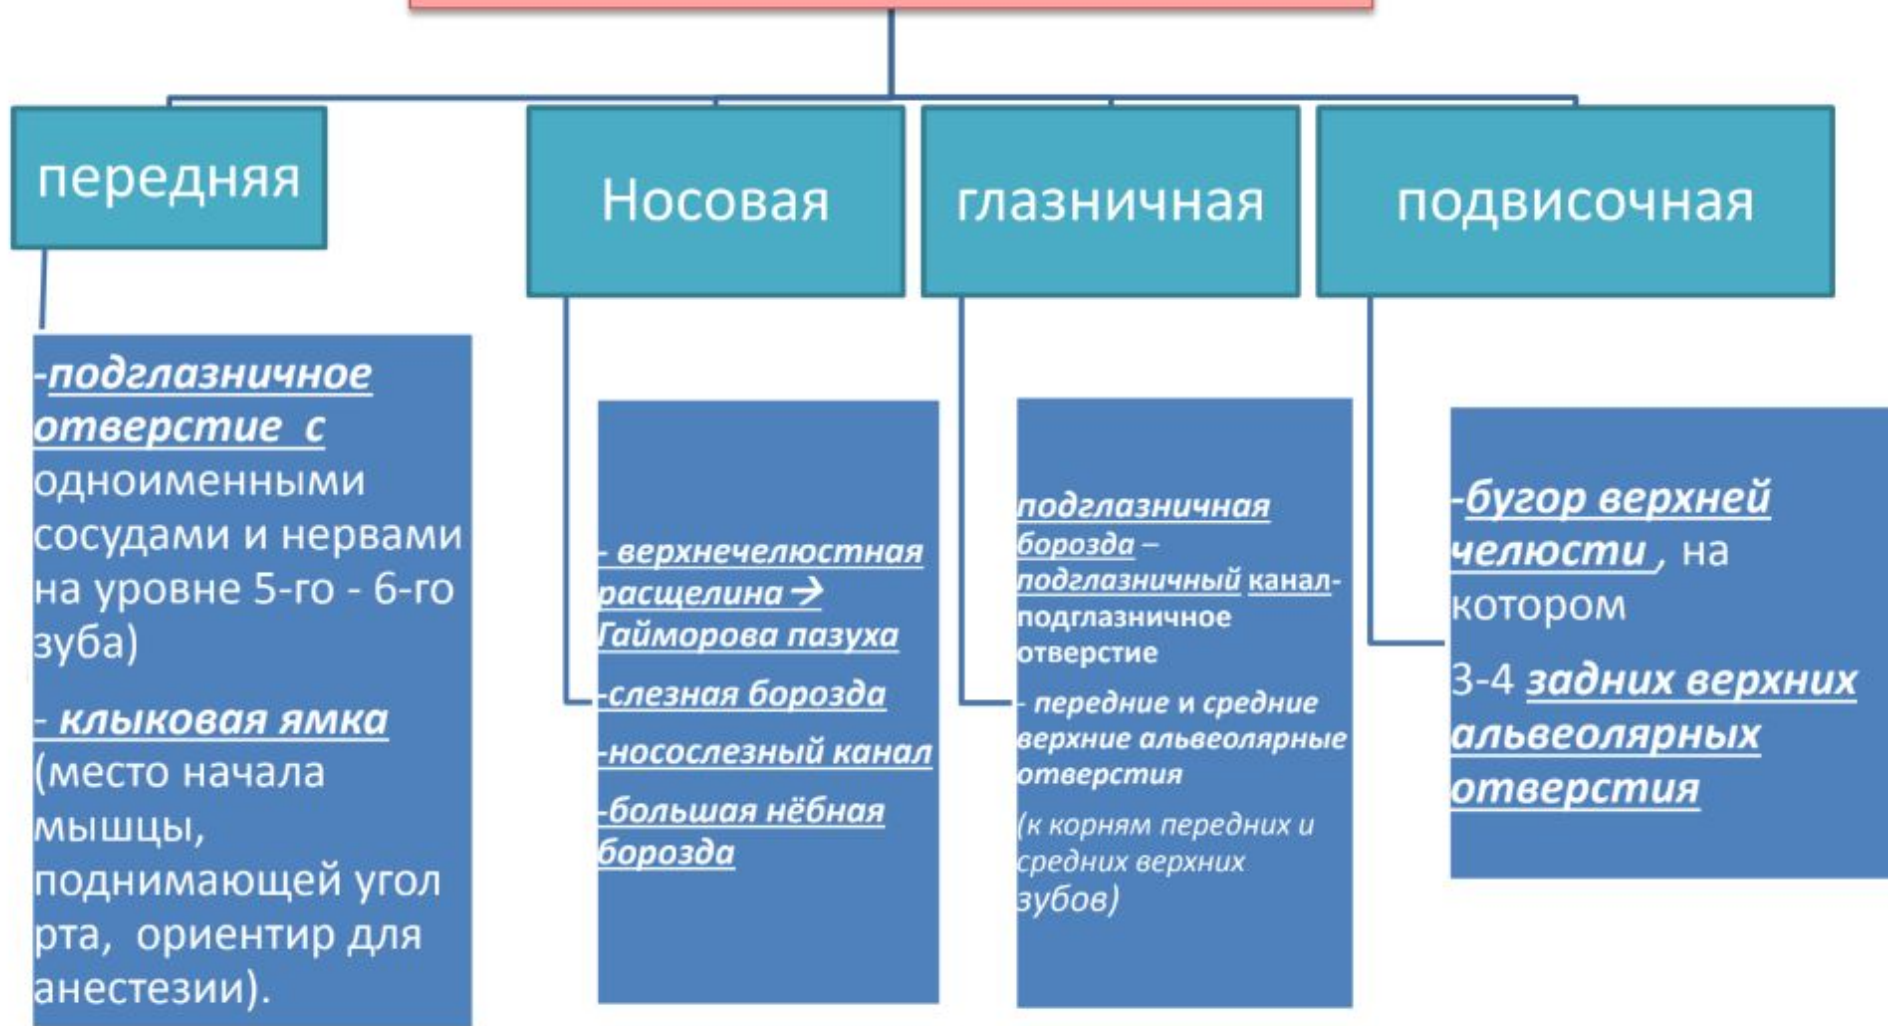 передняя
Носовая
глазничная
подвисочная
-подглазничное
отверстие с
одноименными
сосудами и нервами
на уровне 5-го - 6-го
зуба)
- клыковая ямка
(место начала
мышцы,
поднимающей угол
рта, ориентир для
анестезии).
- верхнечелюстная
расщелина→
Гайморова пазуха
-слезная борозда
-носослезный канал
-большая нёбная
борозда
подглазничная
борозда –
подглазничный канал-
подглазничное
отверстие
- передние и средние
верхние альвеолярные
отверстия
(к корням передних и
средних верхних
зубов)
-бугор верхней
челюсти , на
котором
3-4 задних верхних
альвеолярных
отверстия